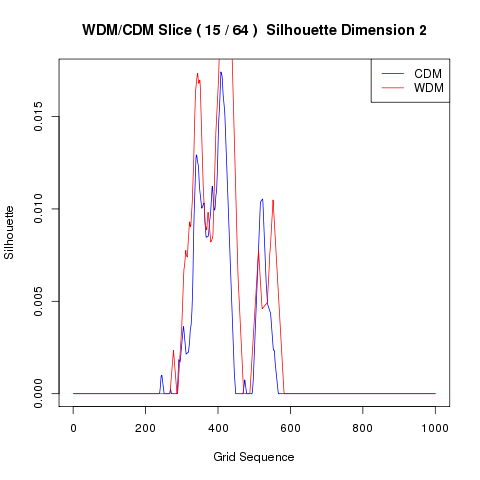 WDM/CDM Slice ( 15 / 64 )  Silhouette Dimension 2
CDM
WDM
Silhouette
0.015
0.010
0.005
0.000
0 200 400 600 800 1000
Grid Sequence